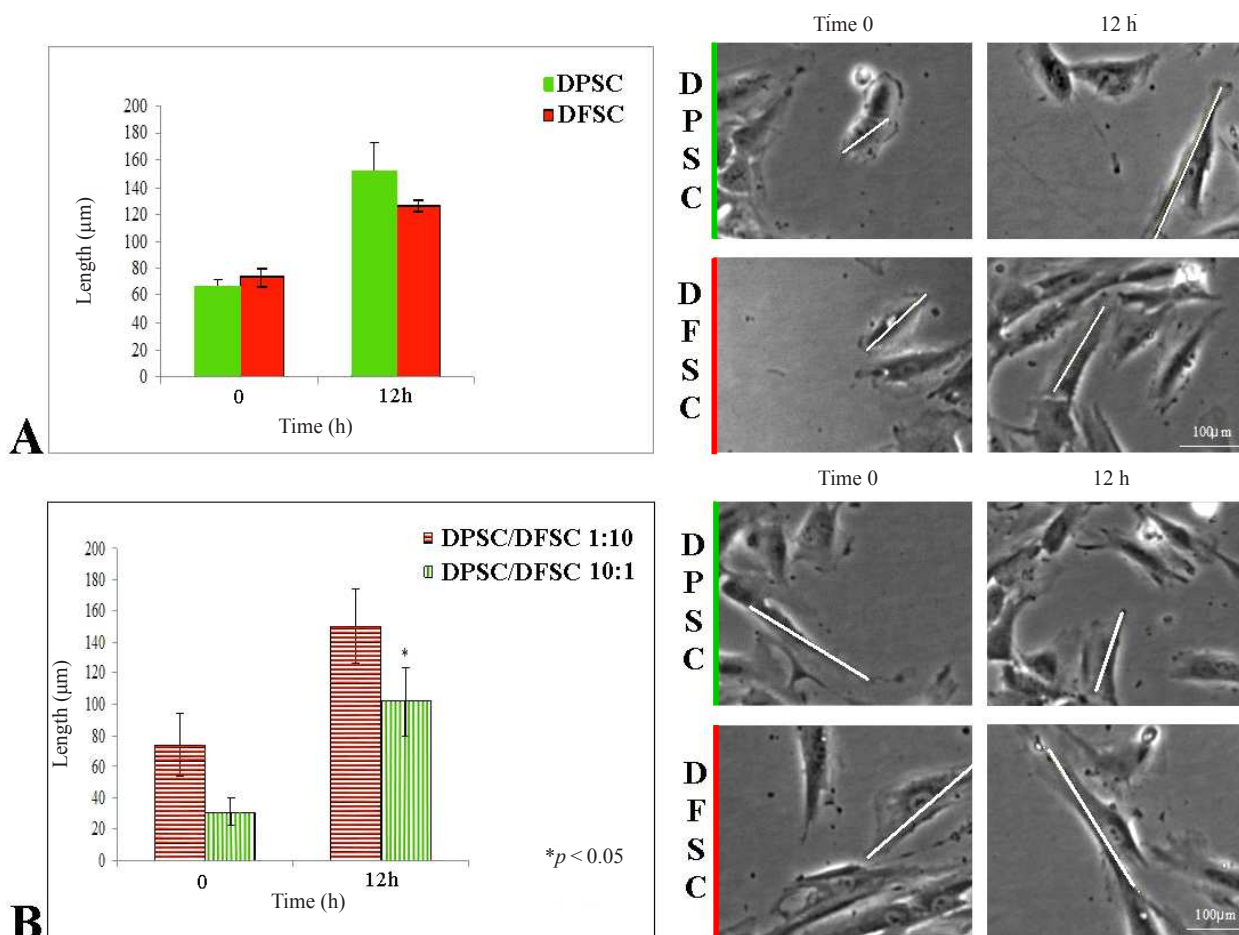 DPSC
DFSC
Length (μm)
200
180
160
140
120
100
80
60
40
20
0
0
12h
Time (h)
A
Time 0
12 h
D
P
S
C
D
F
S
C
100μm
DPSC/DFSC 1:10
DPSC/DFSC 10:1
Length (μm)
200
180
160
140
120
100
80
60
40
20
0
*
0
12h
Time (h)
*p < 0.05
B
Time 0
12 h
D
P
S
C
D
F
S
C
100μm